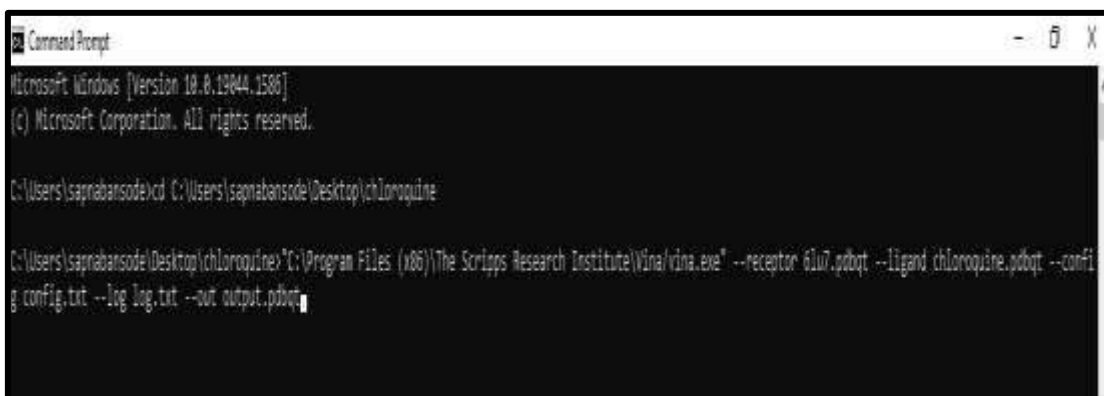 Command Prompt
Microsoft Windows [Version 10.0.19044.1586]
(c) Microsoft Corporation. All rights reserved.
C:\Users\sapnabansode>cd C:\Users\sapnabansode\Desktop\chloroquine
C:\Users\sapnabansode\Desktop\chloroquine>"C:\Program Files (x86)\The Scripps Research Institute\Vina/vina.exe" --receptor 6lu7.pdbqt --ligand chloroquine.pdbqt --confi
g config.txt --log log.txt --out output.pdbqt